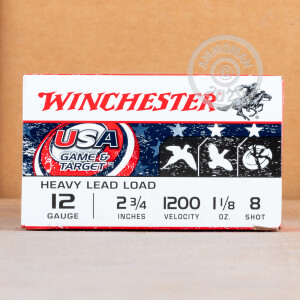 WINCHESTER
USA
GAME &
TARGET
HEAVY LEAD LOAD
12 2 3/4 1200 1 1/8 8
GAUGE INCHES VELOCITY OZ. SHOT